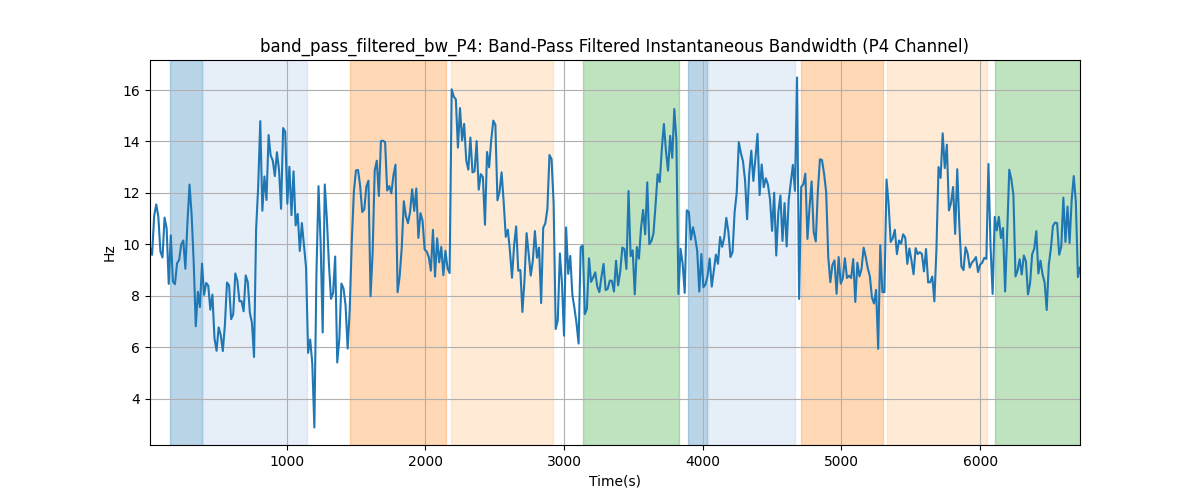 band_pass_filtered_bw_P4: Band-Pass Filtered Instantaneous Bandwidth (P4 Channel)
16
14
12
10
8
6
4
Hz
1000 2000 3000 4000 5000 6000
Time(s)